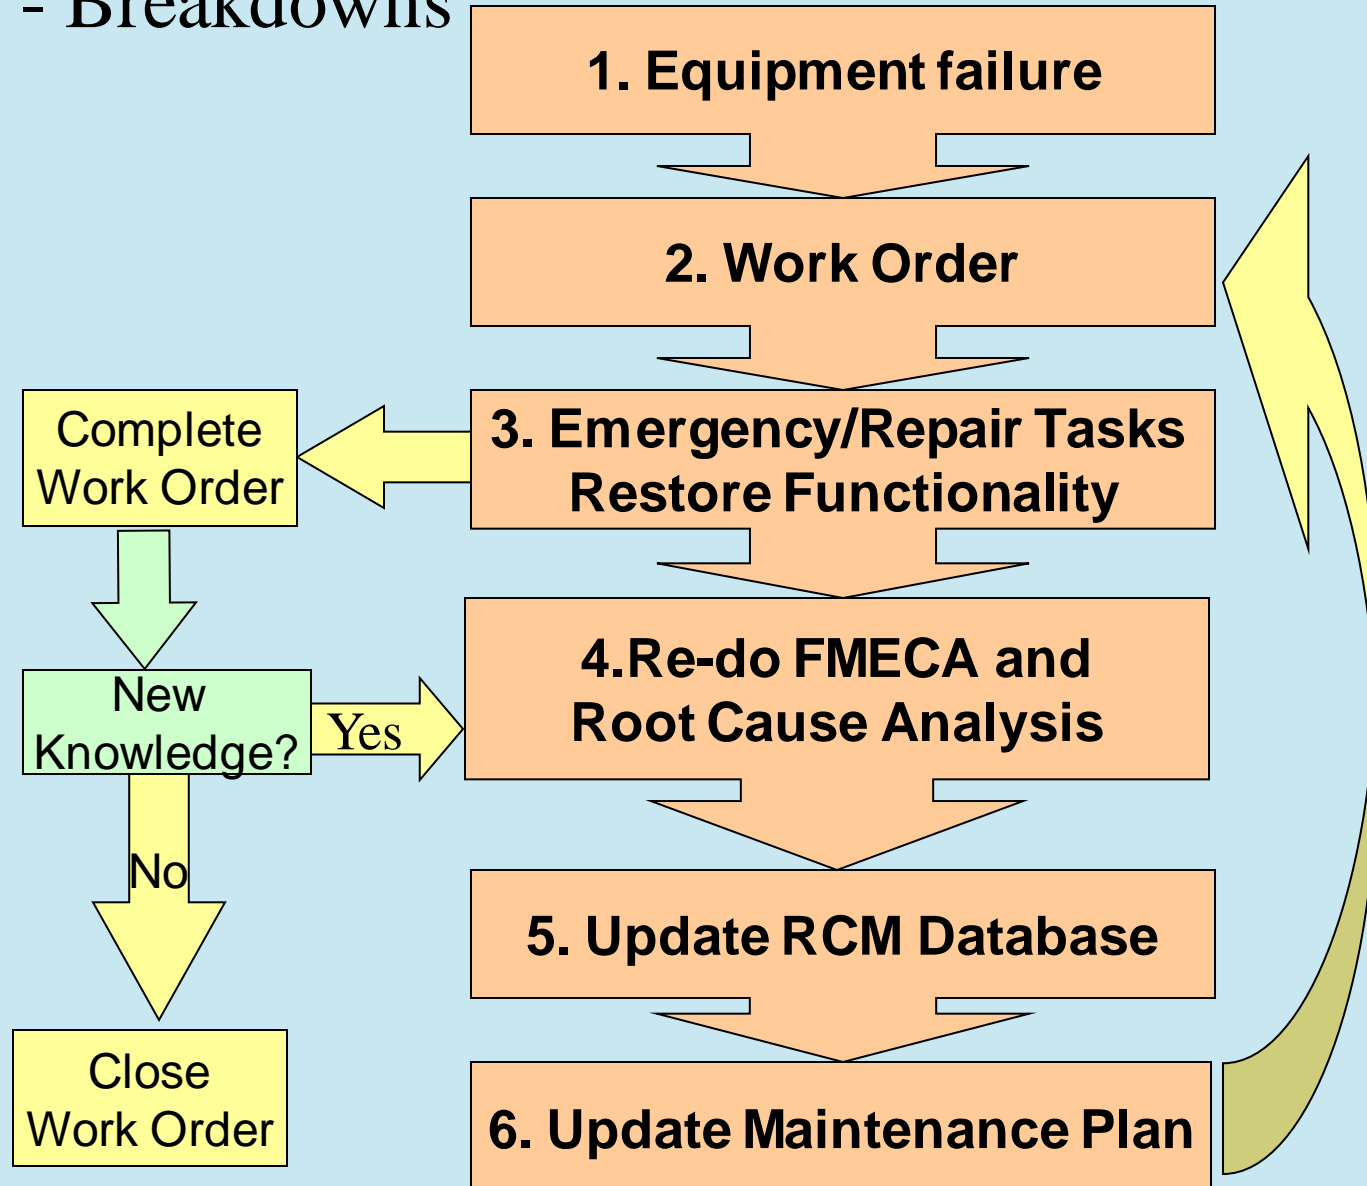 - Breakdowns
1. Equipment failure
2. Work Order
3. Emergency/Repair Tasks
Restore Functionality
Complete
Work Order
New
Knowledge?
Yes
4.Re-do FMECA and
Root Cause Analysis
No
5. Update RCM Database
Close
Work Order
6. Update Maintenance Plan